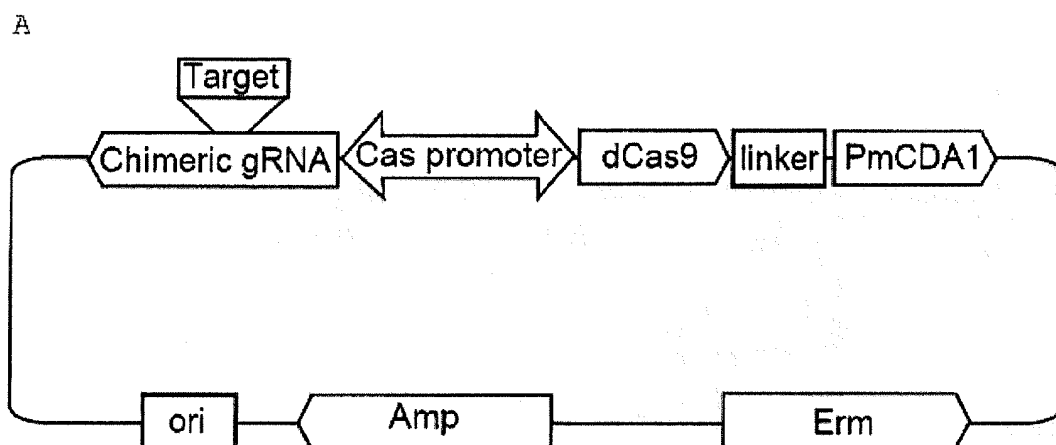 A
Target
Chimeric gRNA Cas promoter dCas9 linker PmCDA1
ori Amp Erm